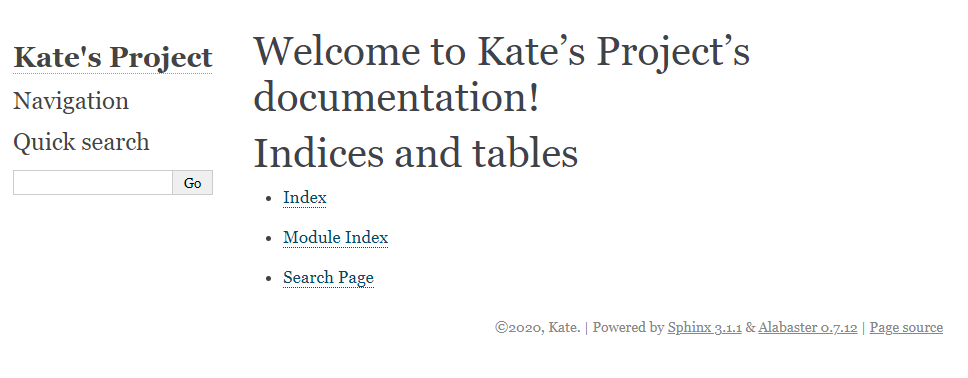 Kate's Project
Navigation
Quick search
Go
Welcome to Kate’s Project’s
documentation!
Indices and tables
Index
Module Index
Search Page
©2020, Kate. | Powered by Sphinx 3.1.1 & Alabaster 0.7.12 | Page source